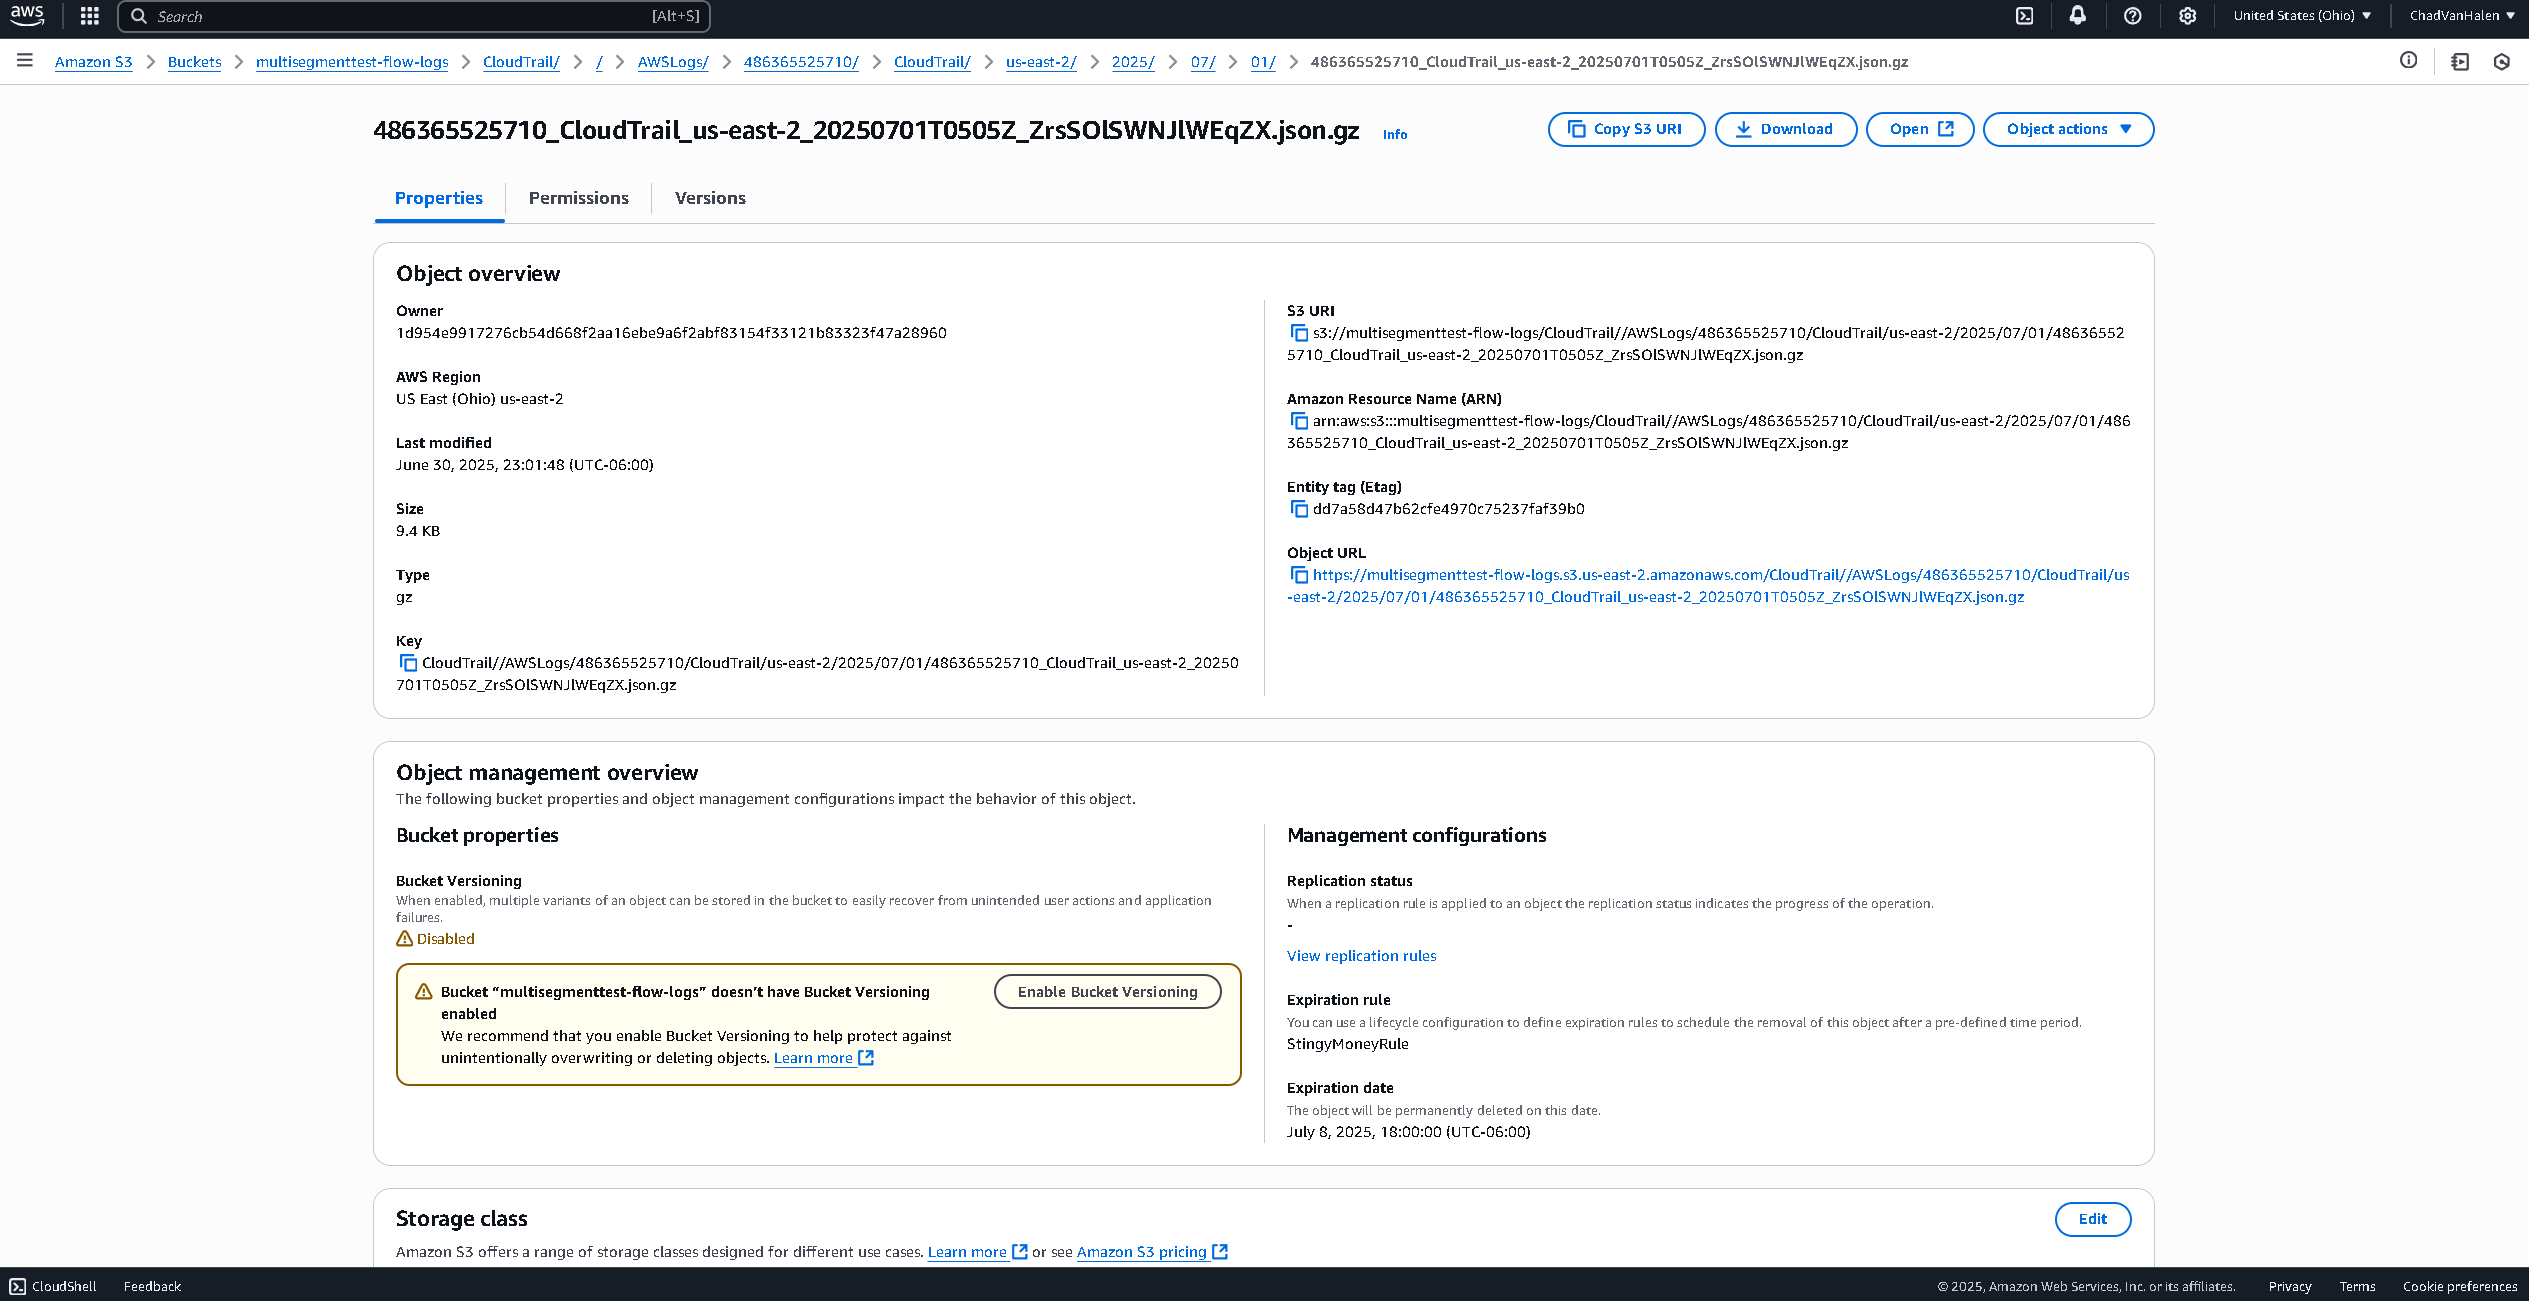 aws
Search [Alt+S]
United States (Ohio)
ChadVanHalen
Amazon S3 > Buckets > multisegmenttest-flow-logs > CloudTrail/ > / > AWSLogs/ > 486365525710/ > CloudTrail/ > us-east-2/ > 2025/ > 07/ > 01/ > 486365525710_CloudTrail_us-east-2_20250701T0505Z_ZrsSOlSWNJlWEqZX.json.gz
486365525710_CloudTrail_us-east-2_20250701T0505Z_ZrsSOlSWNJlWEqZX.json.gz Info
Copy S3 URI
Download
Open
Object actions
Properties
Permissions
Versions
Object overview
Owner
1d954e9917276cb54d668f2aa16ebe9a6f2abf83154f33121b83323f47a28960
AWS Region
US East (Ohio) us-east-2
Last modified
June 30, 2025, 23:01:48 (UTC-06:00)
Size
9.4 KB
Type
gz
Key
CloudTrail//AWSLogs/486365525710/CloudTrail/us-east-2/2025/07/01/486365525710_CloudTrail_us-east-2_20250
701T0505Z_ZrsSOlSWNJlWEqZX.json.gz
S3 URI
s3://multisegmenttest-flow-logs/CloudTrail//AWSLogs/486365525710/CloudTrail/us-east-2/2025/07/01/48636552
5710_CloudTrail_us-east-2_20250701T0505Z_ZrsSOlSWNJlWEqZX.json.gz
Amazon Resource Name (ARN)
arn:aws:s3:::multisegmenttest-flow-logs/CloudTrail//AWSLogs/486365525710/CloudTrail/us-east-2/2025/07/01/486
365525710_CloudTrail_us-east-2_20250701T0505Z_ZrsSOlSWNJlWEqZX.json.gz
Entity tag (Etag)
dd7a58d47b62cfe4970c75237faf39b0
Object URL
https://multisegmenttest-flow-logs.s3.us-east-2.amazonaws.com/CloudTrail//AWSLogs/486365525710/CloudTrail/us
-east-2/2025/07/01/486365525710_CloudTrail_us-east-2_20250701T0505Z_ZrsSOlSWNJlWEqZX.json.gz
Object management overview
The following bucket properties and object management configurations impact the behavior of this object.
Bucket properties
Bucket Versioning
When enabled, multiple variants of an object can be stored in the bucket to easily recover from unintended user actions and application
failures.
Disabled
Bucket “multisegmenttest-flow-logs” doesn’t have Bucket Versioning
enabled
We recommend that you enable Bucket Versioning to help protect against
unintentionally overwriting or deleting objects. Learn more
Enable Bucket Versioning
Management configurations
Replication status
When a replication rule is applied to an object the replication status indicates the progress of the operation.
-
View replication rules
Expiration rule
You can use a lifecycle configuration to define expiration rules to schedule the removal of this object after a pre-defined time period.
StingyMoneyRule
Expiration date
The object will be permanently deleted on this date.
July 8, 2025, 18:00:00 (UTC-06:00)
Storage class
Edit
Amazon S3 offers a range of storage classes designed for different use cases. Learn more or see Amazon S3 pricing
CloudShell
Feedback
© 2025, Amazon Web Services, Inc. or its affiliates.
Privacy
Terms
Cookie preferences